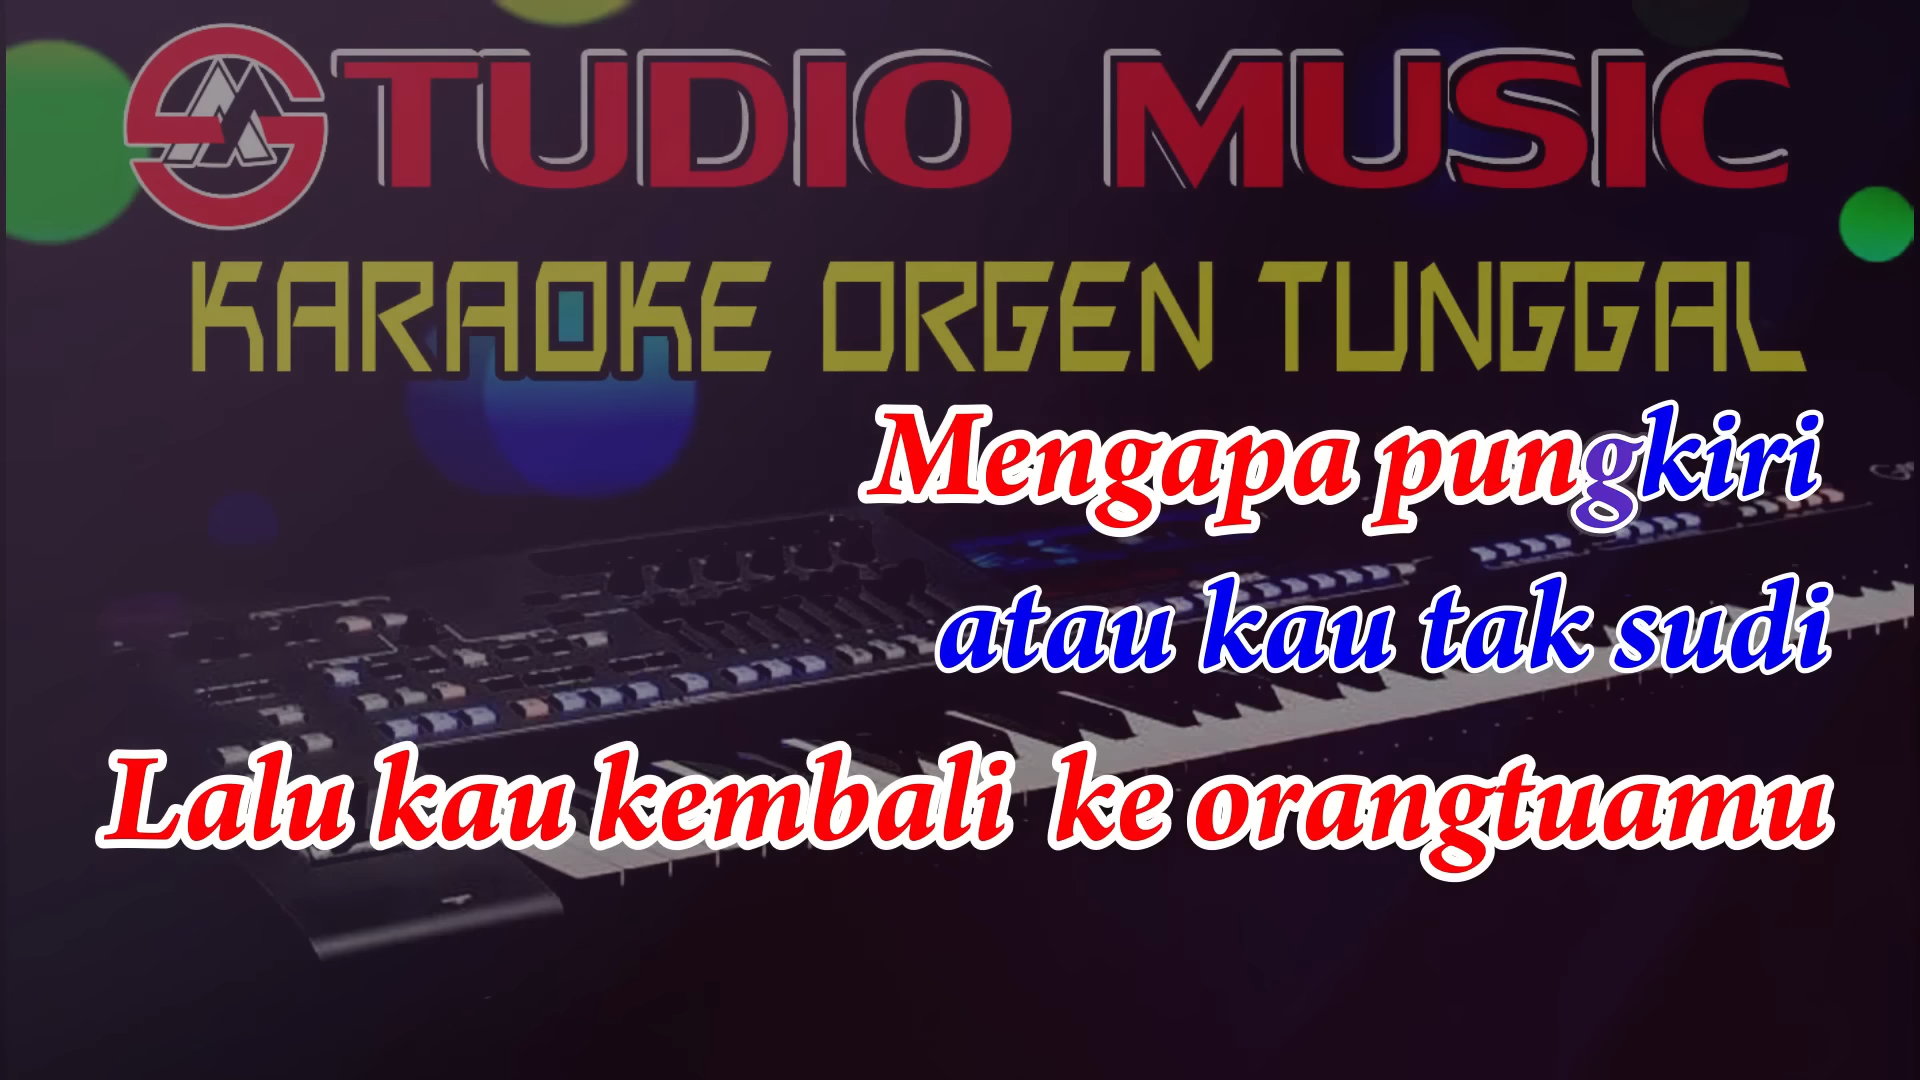 STUDIO MUSIC
KARAOKE ORGEN TUNGGAL
Mengapa pungkiri
atau kau tak sudi
Lalu kau kembali ke orangtuamu